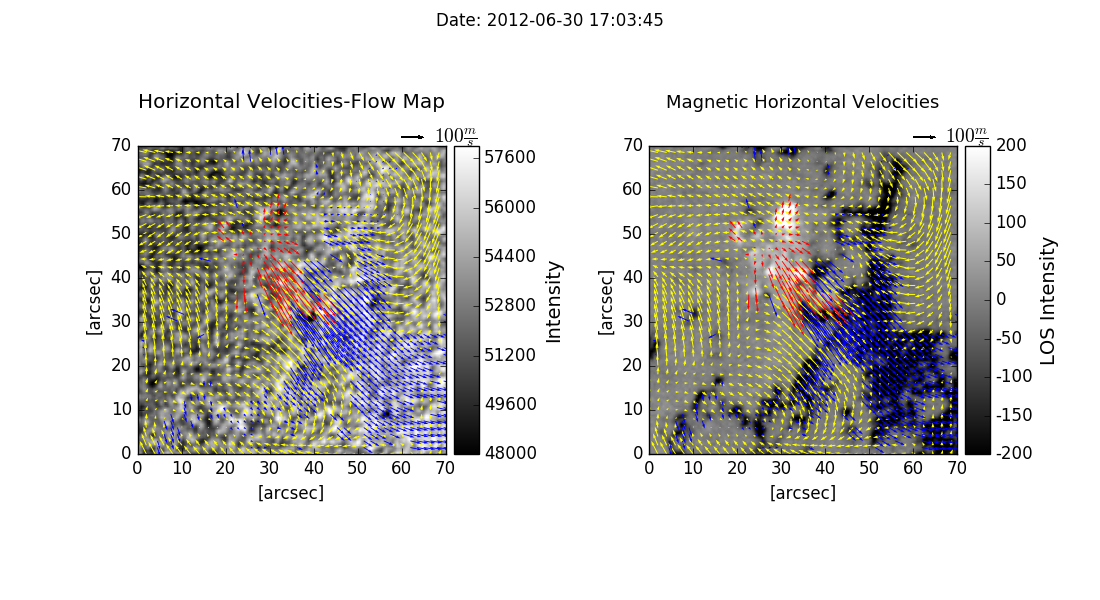 Date: 2012-06-30 17:03:45
Horizontal Velocities-Flow Map
100 m/s
70
60
50
40
30
20
10
0
0 10 20 30 40 50 60 70
[arcsec]
[arcsec]
57600
56000
54400
52800
51200
49600
48000
Intensity
Magnetic Horizontal Velocities
100 m/s
70
60
50
40
30
20
10
0
0 10 20 30 40 50 60 70
[arcsec]
[arcsec]
200
150
100
50
0
-50
-100
-150
-200
LOS Intensity